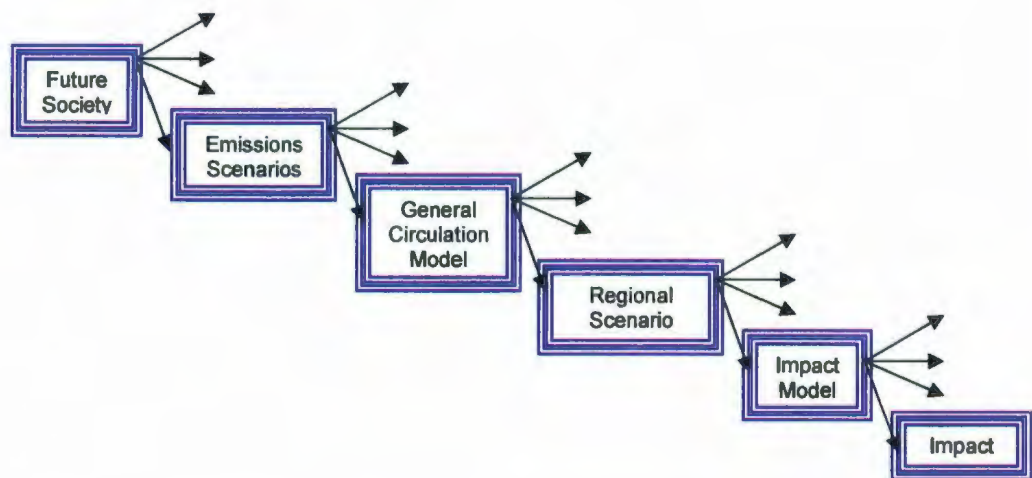 Future
Society
Emissions
Scenarios
General
Circulation
Model
Regional
Scenario
Impact
Model
Impact